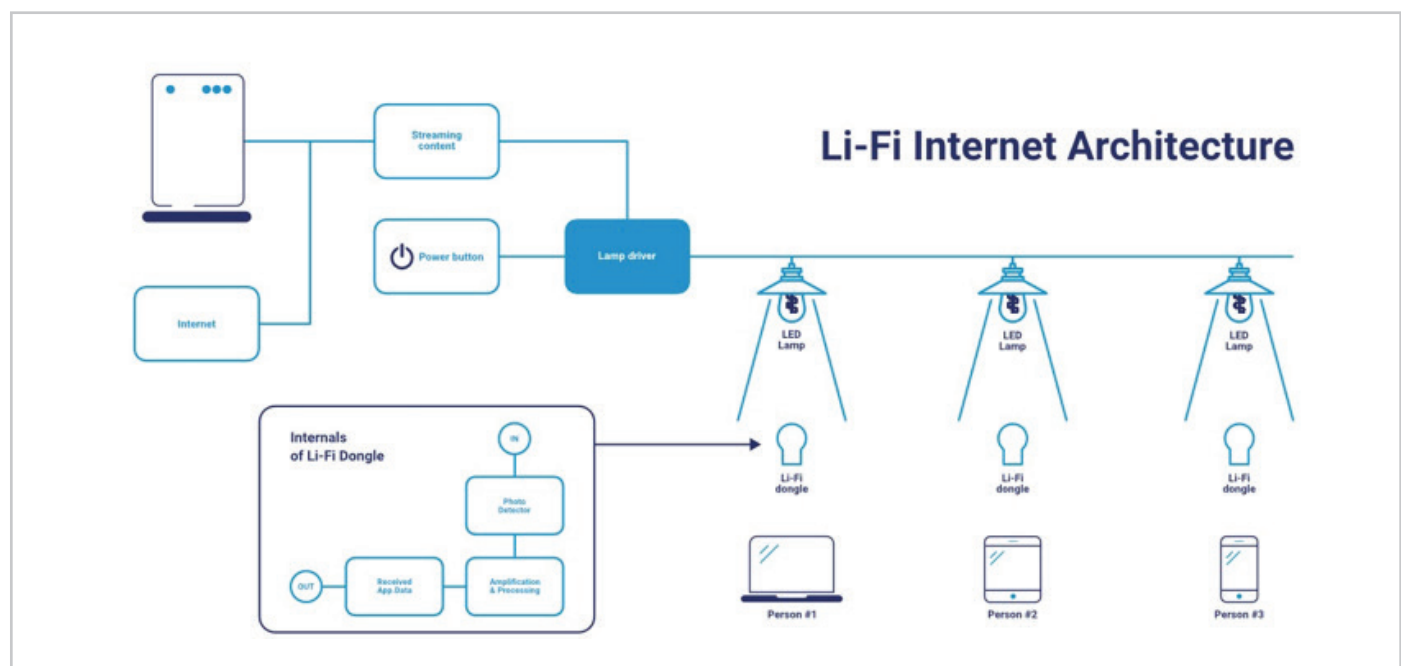 Li-Fi Internet Architecture
Streaming
content
Power button
Lamp driver
Internet
LED
Lamp
LED
Lamp
LED
Lamp
Internals
of Li-Fi Dongle
IN
Photo
Detector
Amplification
& Processing
Received
App.Data
OUT
Li-Fi
dongle
Li-Fi
dongle
Li-Fi
dongle
Person #1
Person #2
Person #3